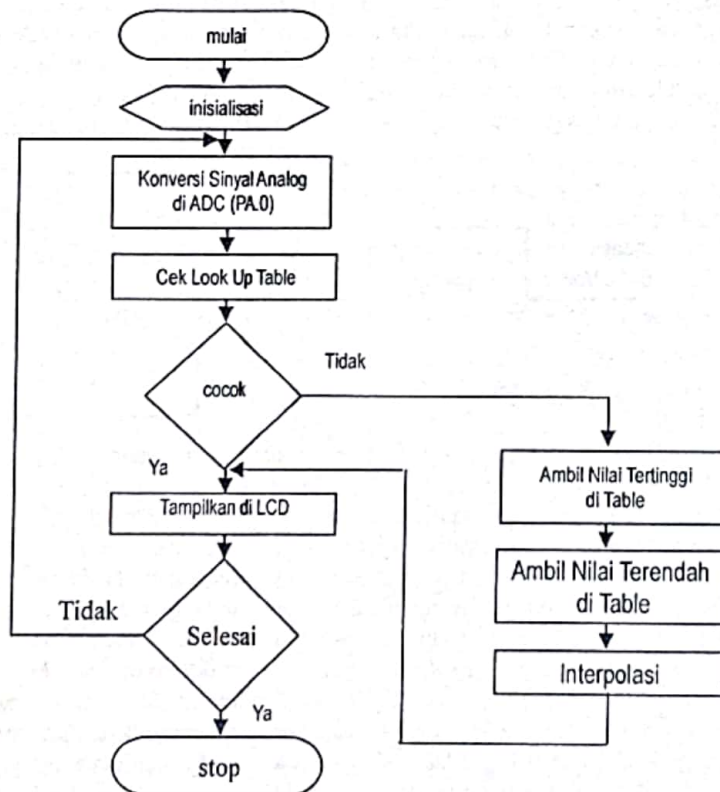 mulai
inisialisasi
Konversi Sinyal Analog
di ADC (PA.0)
Cek Look Up Table
cocok
Tidak
Ya
Tampilkan di LCD
Ambil Nilai Tertinggi
di Table
Ambil Nilai Terendah
di Table
Interpolasi
Tidak
Selesai
Ya
stop